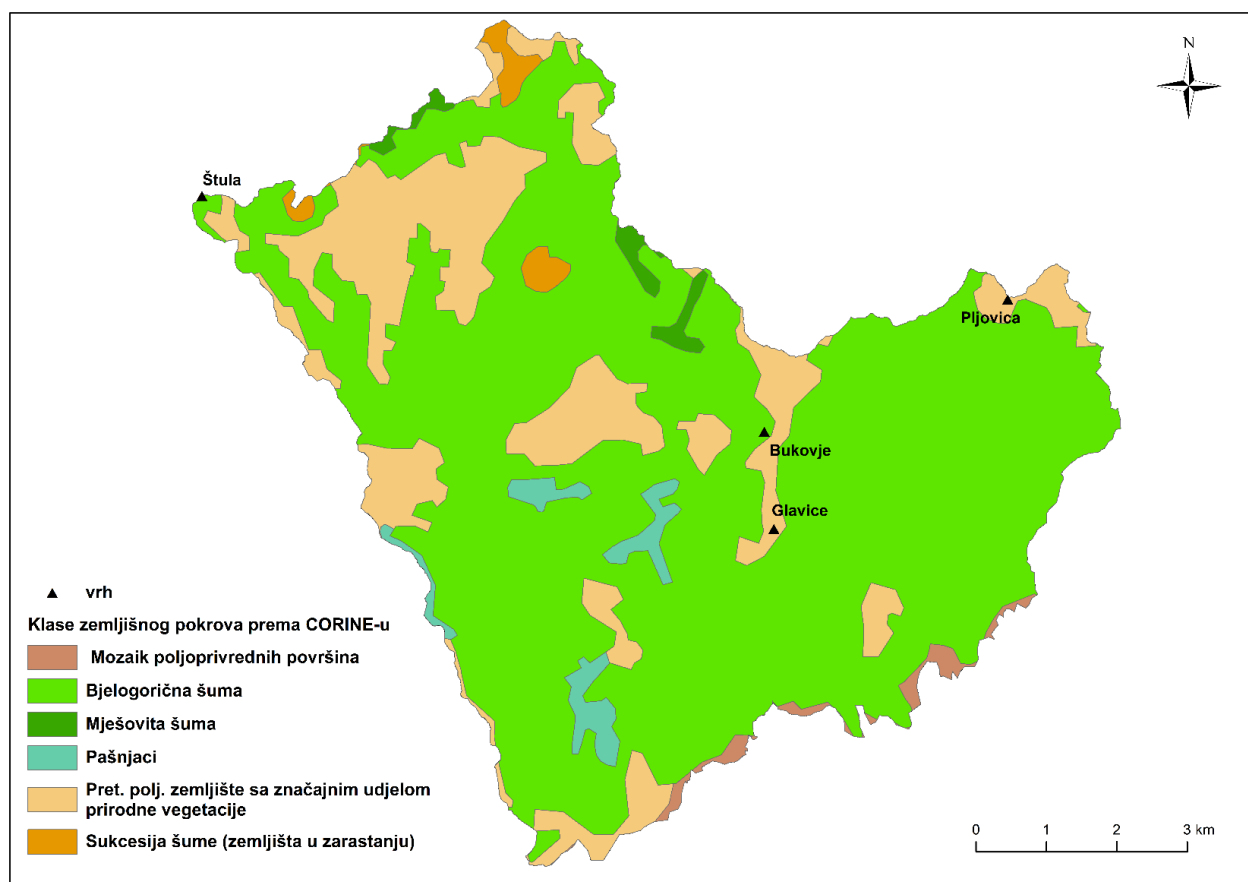 N
Štula
Pljovica
Bukovje
Glavice
vrh
Klase zemljišnog pokrova prema CORINE-u
Mozaik poljoprivrednih površina
Bjelogorična šuma
Mješovita šuma
Pašnjaci
Pret. polj. zemljište sa značajnim udjelom
prirodne vegetacije
Sukcesija šume (zemljišta u zarastanju)
0 1 2 3 km